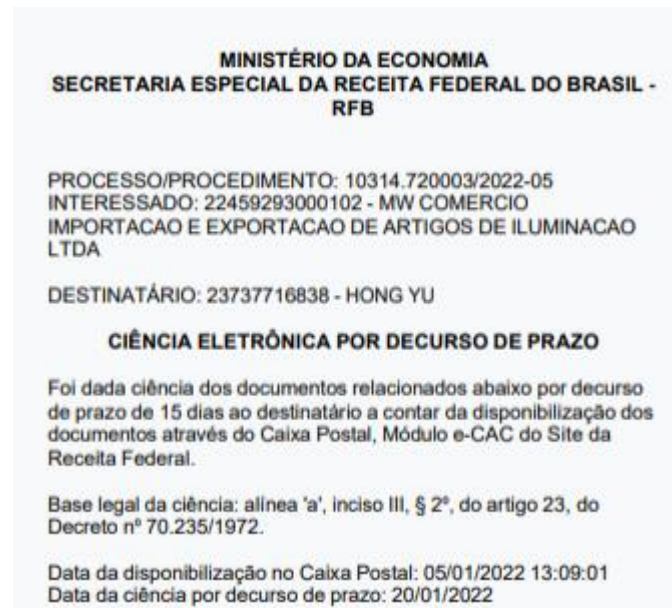 MINISTÉRIO DA ECONOMIA
SECRETARIA ESPECIAL DA RECEITA FEDERAL DO BRASIL -
RFB
PROCESSO/PROCEDIMENTO: 10314.720003/2022-05
INTERESSADO: 22459293000102 - MW COMERCIO
IMPORTACAO E EXPORTACAO DE ARTIGOS DE ILUMINACAO
LTDA
DESTINATÁRIO: 23737716838 - HONG YU
CIÊNCIA ELETRÔNICA POR DECURSO DE PRAZO
Foi dada ciência dos documentos relacionados abaixo por decurso
de prazo de 15 dias ao destinatário a contar da disponibilização dos
documentos através do Caixa Postal, Módulo e-CAC do Site da
Receita Federal.
Base legal da ciência: alínea 'a', inciso III, § 2º, do artigo 23, do
Decreto nº 70.235/1972.
Data da disponibilização no Caixa Postal: 05/01/2022 13:09:01
Data da ciência por decurso de prazo: 20/01/2022